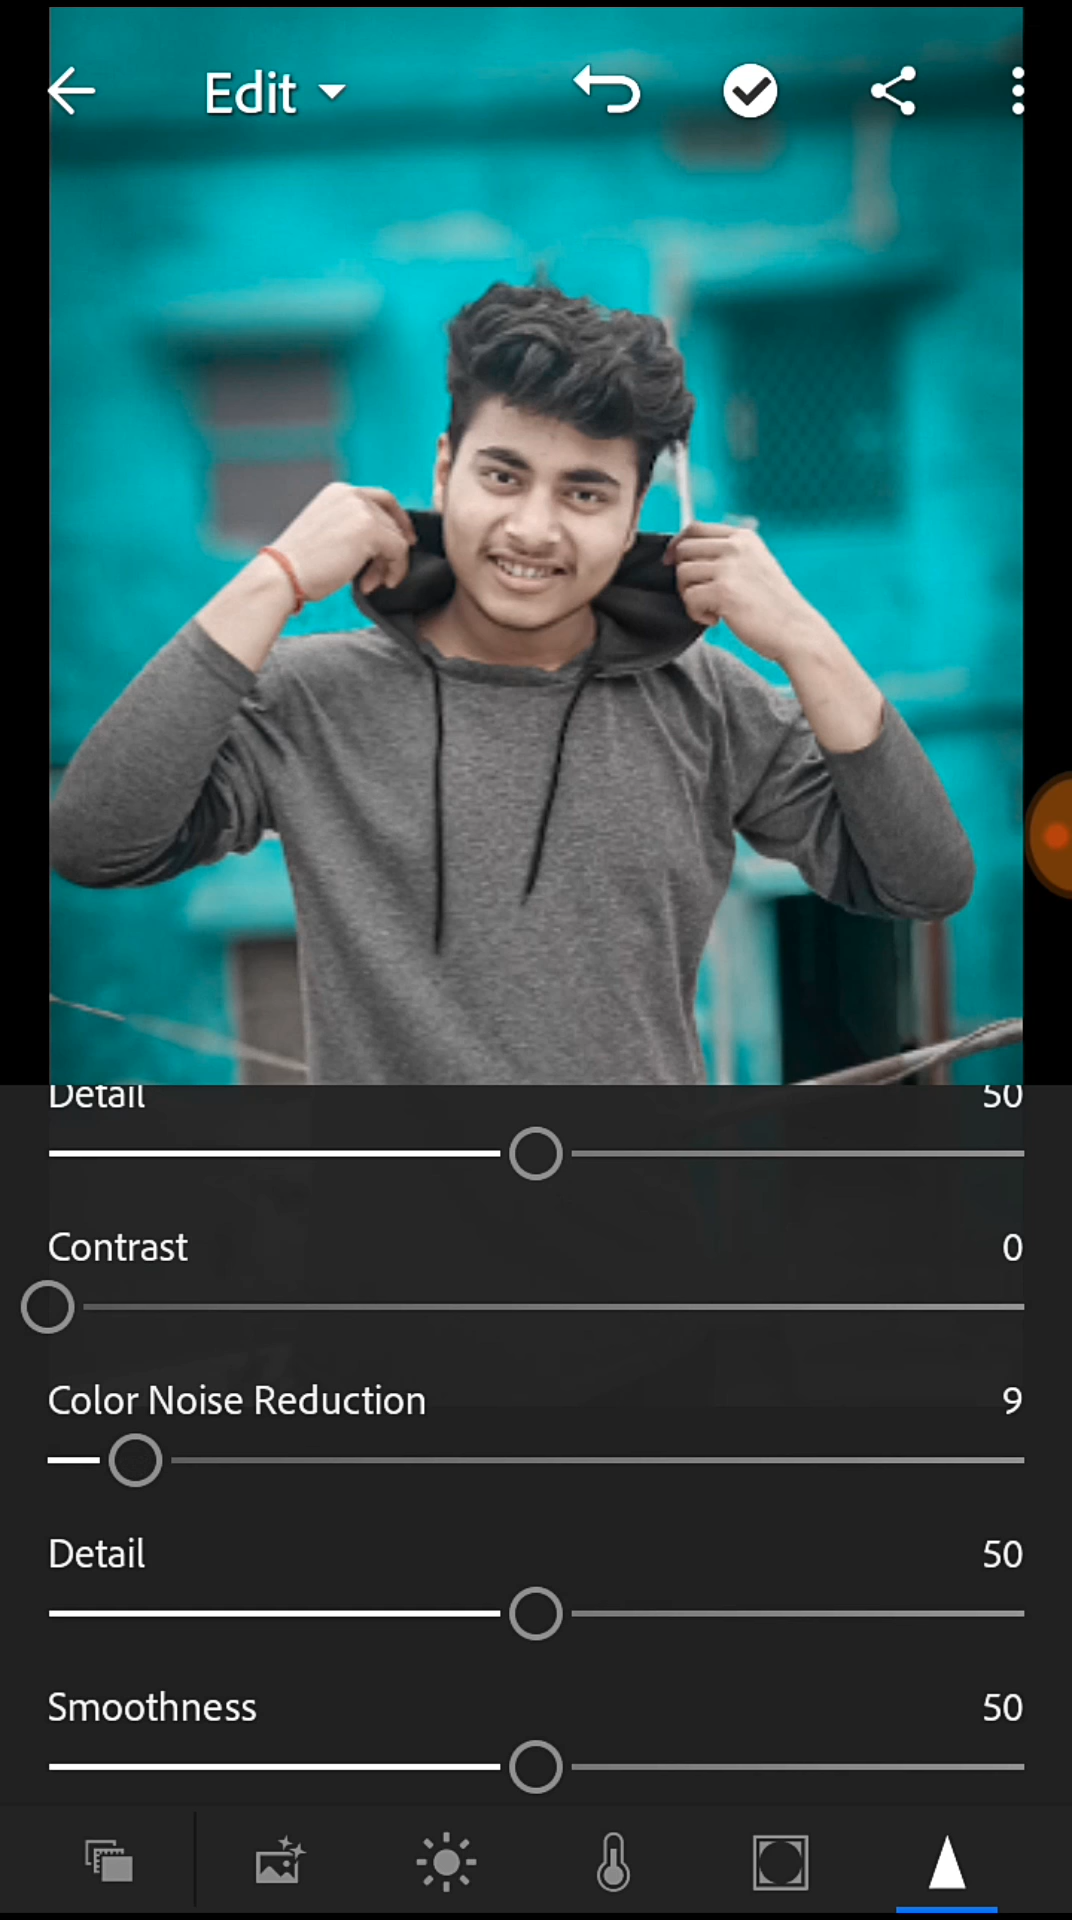 Edit
Detail 50
Contrast 0
Color Noise Reduction 9
Detail 50
Smoothness 50